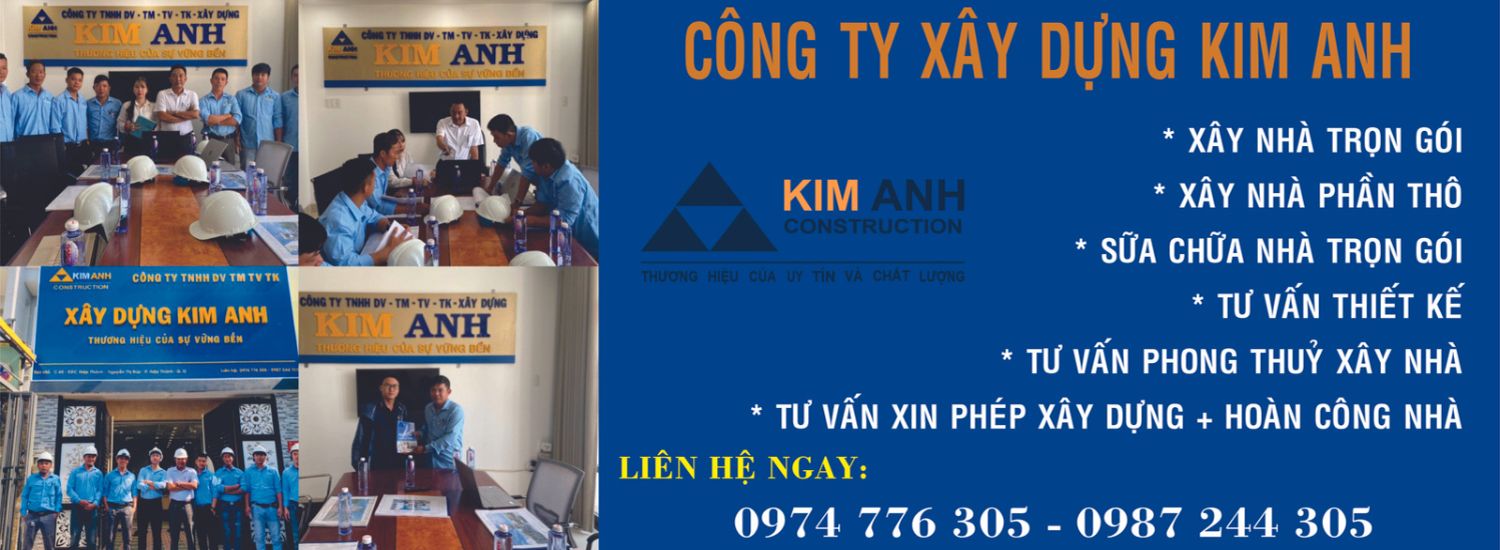 CÔNG TY TNHH DV - TM - TV - TK-XÂY DỰNG
KIM ANH
THƯƠNG HIỆU CỦA SỰ VỮNG BỀN
CÔNG TY TNHH DV - TM - TV - TK - XÂY DỰNG
KIM ANH
THƯƠNG HIỆU CỦA SỰ VỮNG BỀN
KIM ANH
CONSTRUCTION
CÔNG TY TNHH DV TM TV TK
XÂY DỰNG KIM ANH
THƯƠNG HIỆU CỦA SỰ VỮNG BỀN
CÔNG TY TNHH DV - TM - TV - TK - XÂY DỰNG
KIM ANH
THƯƠNG HIỆU CỦA SỰ VỮNG BỀN
CÔNG TY XÂY DỰNG KIM ANH
* XÂY NHÀ TRỌN GÓI
* XÂY NHÀ PHẦN THÔ
* SỮA CHỮA NHÀ TRỌN GÓI
* TƯ VẤN THIẾT KẾ
* TƯ VẤN PHONG THUỶ XÂY NHÀ
* TƯ VẤN XIN PHÉP XÂY DỰNG + HOÀN CÔNG NHÀ
KIM ANH
CONSTRUCTION
THƯƠNG HIỆU CỦA UY TÍN VÀ CHẤT LƯỢNG
LIÊN HỆ NGAY:
0974 776 305 - 0987 244 305